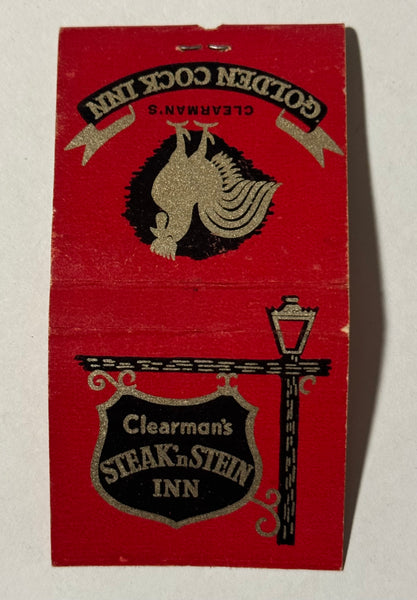 GOLDEN COCK INN
CLEARMAN'S
Clearman's
STEAK'n STEIN
INN